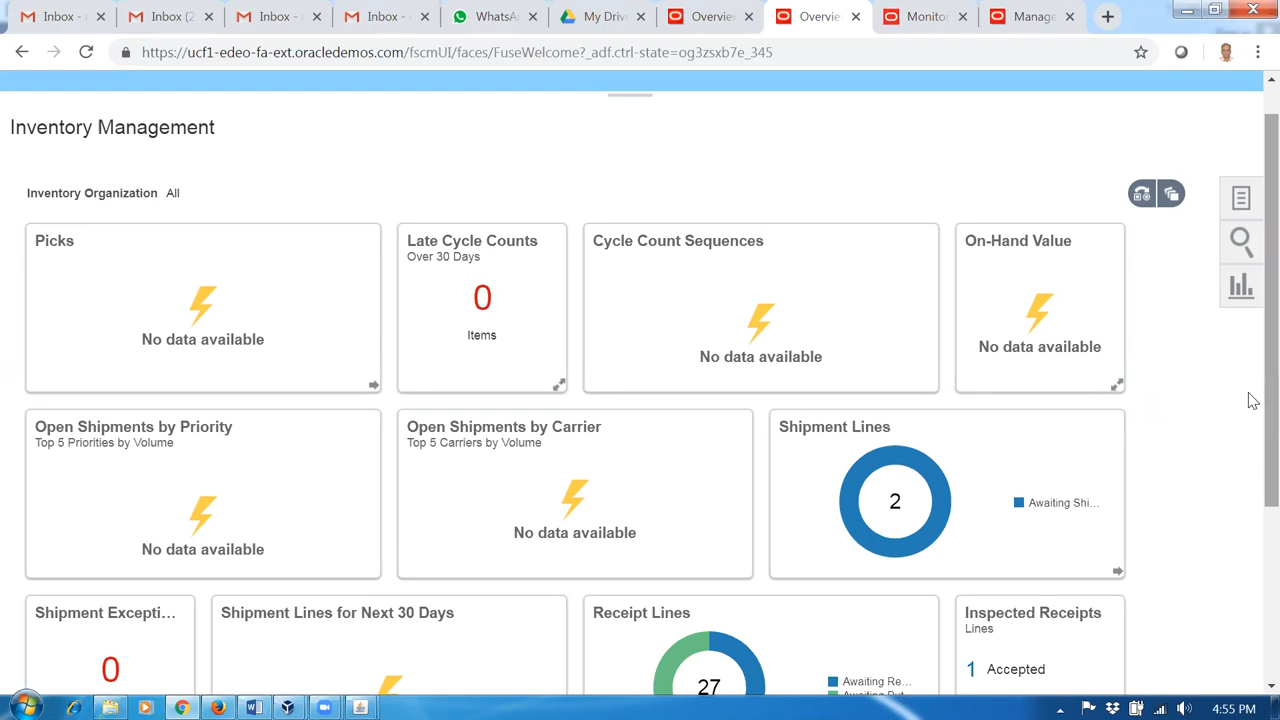 Inbox -
Inbox -
Inbox -
Inbox -
WhatsA
My Driv
Overvie
Overvie
Monitor
Manage
https://ucf1-edeo-fa-ext.oracledemos.com/fscmUI/faces/FuseWelcome?_adf.ctrl-state=og3zsxb7e_345
Inventory Management
Inventory Organization All
Picks
No data available
Late Cycle Counts
Over 30 Days
0
Items
Cycle Count Sequences
No data available
On-Hand Value
No data available
Open Shipments by Priority
Top 5 Priorities by Volume
No data available
Open Shipments by Carrier
Top 5 Carriers by Volume
No data available
Shipment Lines
2
Awaiting Shi...
Shipment Excepti...
0
Shipment Lines for Next 30 Days
Receipt Lines
27
Awaiting Re...
Awaiting Put...
Inspected Receipts
Lines
1 Accepted
4:55 PM